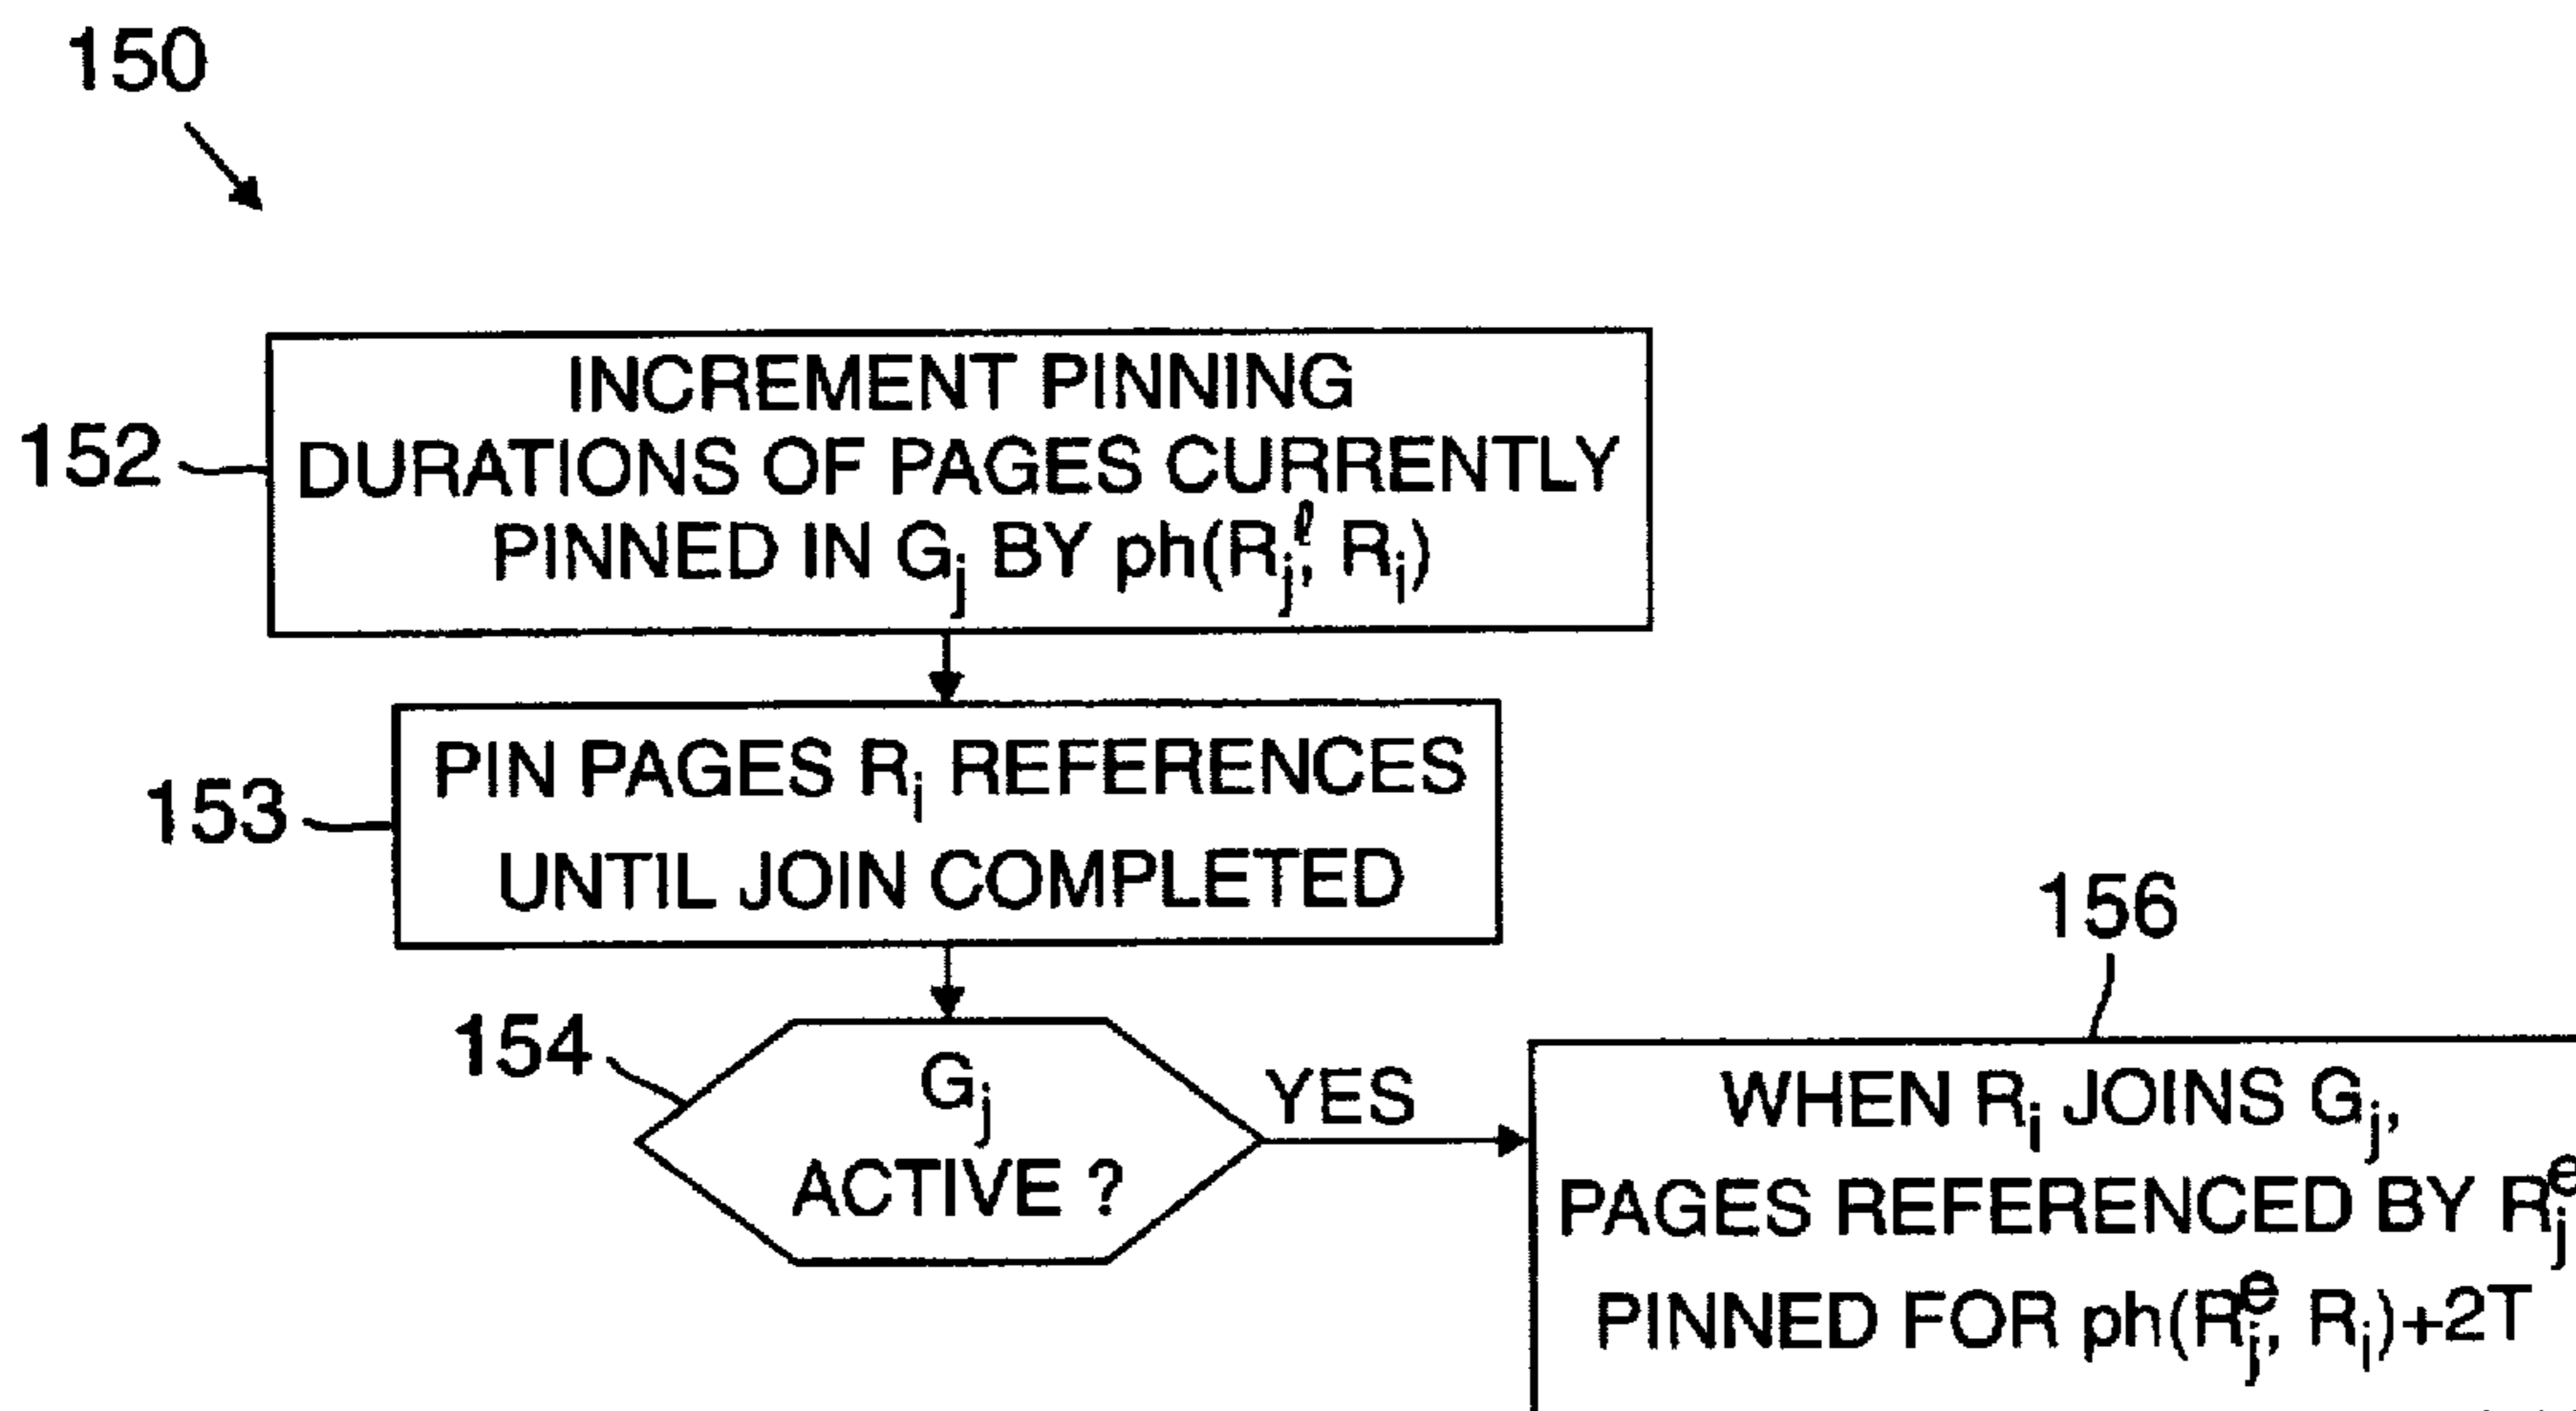 150
152
INCREMENT PINNING
DURATIONS OF PAGES CURRENTLY
PINNED IN Gj BY ph(Rjℓ, Ri)
153
PIN PAGES Ri REFERENCES
UNTIL JOIN COMPLETED
154
Gj
ACTIVE ?
YES
156
WHEN Ri JOINS Gj,
PAGES REFERENCED BY Rje
PINNED FOR ph(Rje, Ri)+2T